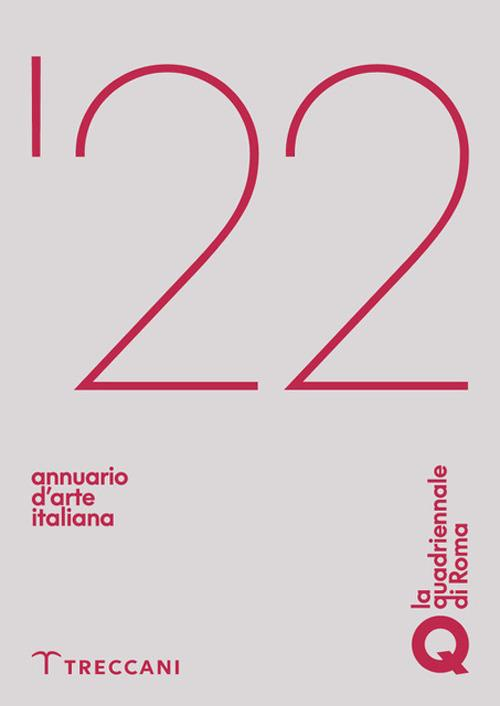 '22
annuario
d'arte
italiana
la
quadriennale
di Roma
Q
TRECCANI